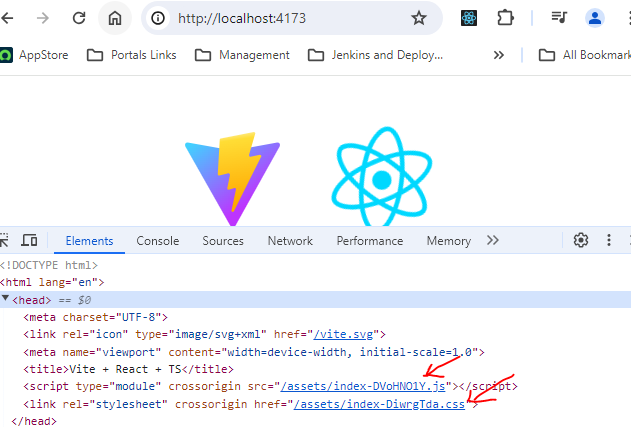 http://localhost:4173
AppStore Portals Links Management Jenkins and Deploy... » All Bookmark
Elements Console Sources Network Performance Memory »
<!DOCTYPE html>
<html lang="en">
<head> == $0
<meta charset="UTF-8">
<link rel="icon" type="image/svg+xml" href="/vite.svg">
<meta name="viewport" content="width=device-width, initial-scale=1.0">
<title>Vite + React + TS</title>
<script type="module" crossorigin src="/assets/index-DVoHNO1Y.js"></script>
<link rel="stylesheet" crossorigin href="/assets/index-DiwrgTda.css">
</head>